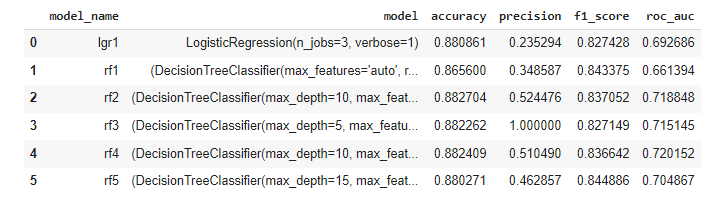 model_name model accuracy precision f1_score roc_auc
0 lgr1 LogisticRegression(n_jobs=3, verbose=1) 0.880861 0.235294 0.827428 0.692686
1 rf1 (DecisionTreeClassifier(max_features='auto', r... 0.865600 0.348587 0.843375 0.661394
2 rf2 (DecisionTreeClassifier(max_depth=10, max_feat... 0.882704 0.524476 0.837052 0.718848
3 rf3 (DecisionTreeClassifier(max_depth=5, max_featu... 0.882262 1.000000 0.827149 0.715145
4 rf4 (DecisionTreeClassifier(max_depth=10, max_feat... 0.882409 0.510490 0.836642 0.720152
5 rf5 (DecisionTreeClassifier(max_depth=15, max_feat... 0.880271 0.462857 0.844886 0.704867